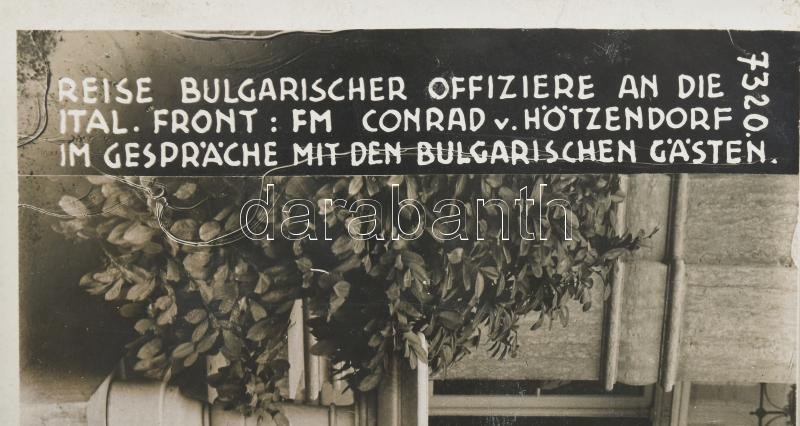 REISE BULGARISCHER OFFIZIERE AN DIE
ITAL. FRONT : FM CONRAD v. HÖTZENDORF
IM GESPRÄCHE MIT DEN BULGARISCHEN GÄSTEN.
7320.
darabanth